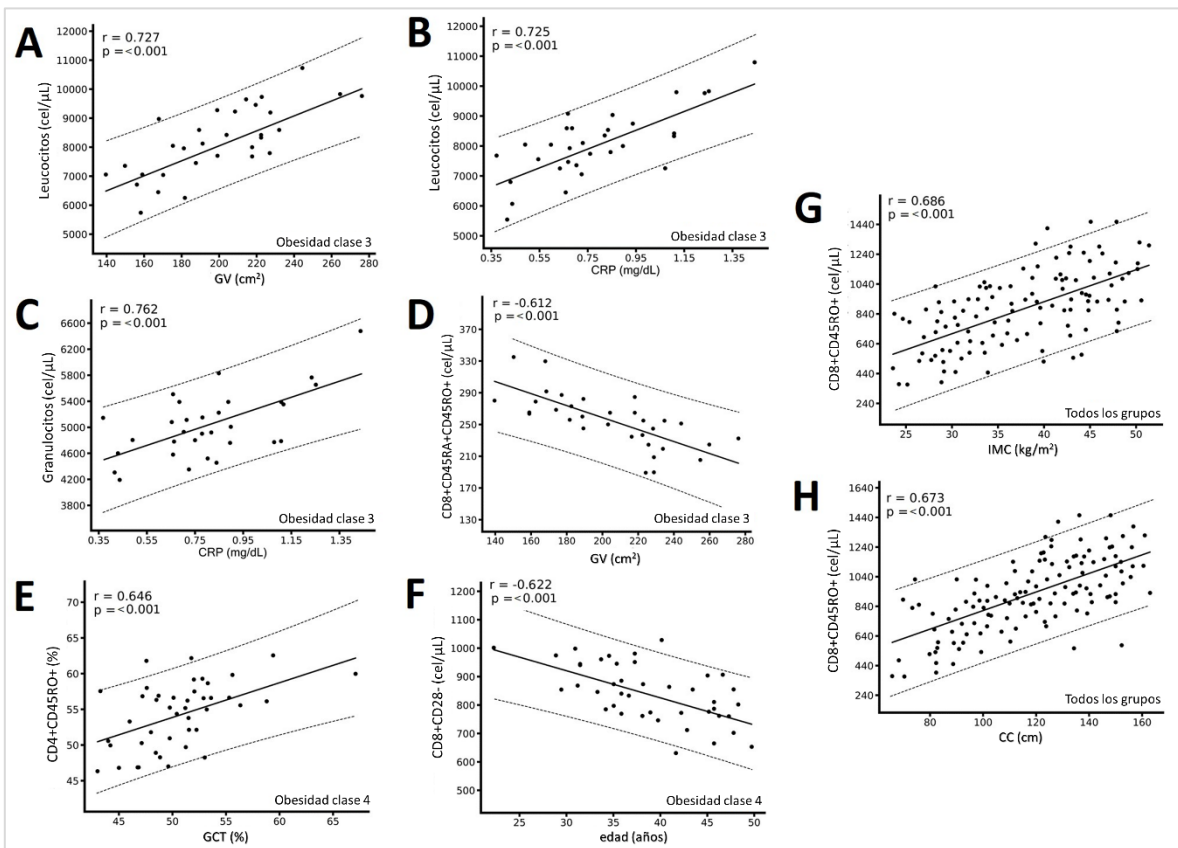 A
r = 0.727
p =<0.001
Leucocitos (cel/µL)
12000
11000
10000
9000
8000
7000
6000
5000
Obesidad clase 3
140 160 180 200 220 240 260 280
GV (cm²)
B
r = 0.725
p =<0.001
Leucocitos (cel/µL)
12000
11000
10000
9000
8000
7000
6000
5000
Obesidad clase 3
0.35 0.55 0.75 0.95 1.15 1.35
CRP (mg/dL)
C
r = 0.762
p =<0.001
Granulocitos (cel/µL)
6600
6200
5800
5400
5000
4600
4200
3800
Obesidad clase 3
0.35 0.55 0.75 0.95 1.15 1.35
CRP (mg/dL)
D
r = -0.612
p =<0.001
CD8+CD45RA+CD45RO+ (cel/µL)
370
330
290
250
210
170
130
Obesidad clase 3
140 160 180 200 220 240 260 280
GV (cm²)
E
r = 0.646
p =<0.001
CD4+CD45RO+ (%)
70
65
60
55
50
45
Obesidad clase 4
45 50 55 60 65 70
GCT (%)
F
r = -0.622
p =<0.001
CD8+CD28- (cel/µL)
1100
1000
900
800
700
600
500
Obesidad clase 4
25 30 35 40 45 50
edad (años)
G
r = 0.686
p =<0.001
CD8+CD45RO+ (cel/µL)
1440
1240
1040
840
640
440
240
Todos los grupos
25 30 35 40 45 50
IMC (kg/m²)
H
r = 0.673
p =<0.001
CD8+CD45RO+ (cel/µL)
1640
1440
1240
1040
840
640
440
240
Todos los grupos
80 100 120 140 160
CC (cm)